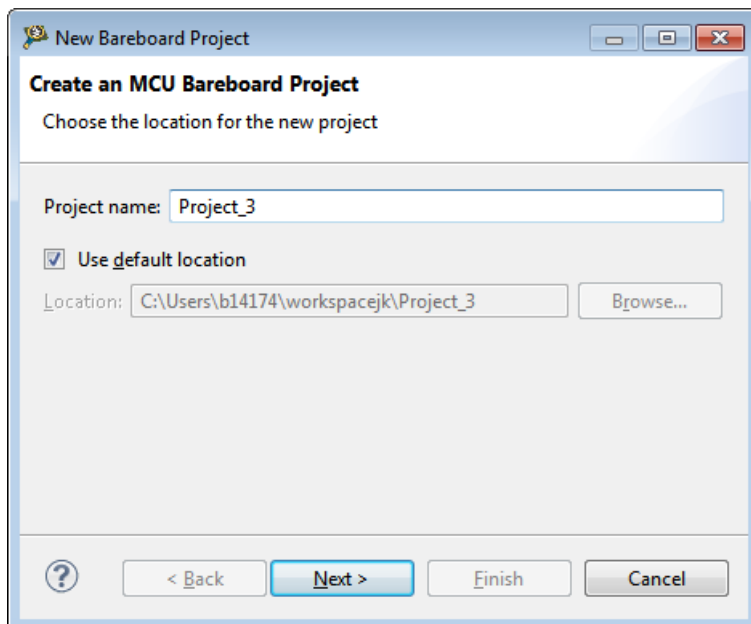 New Bareboard Project
Create an MCU Bareboard Project
Choose the location for the new project
Project name: Project_3
Use default location
Location: C:\Users\b14174\workspacejk\Project_3 Browse...
? < Back Next > Finish Cancel